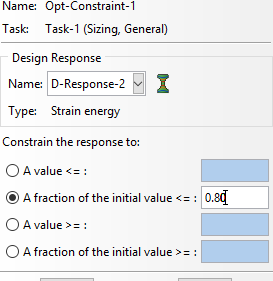 Name: Opt-Constraint-1
Task: Task-1 (Sizing, General)
Design Response
Name: D-Response-2
Type: Strain energy
Constrain the response to:
A value <= :
A fraction of the initial value <= : 0.80
A value >= :
A fraction of the initial value >= :